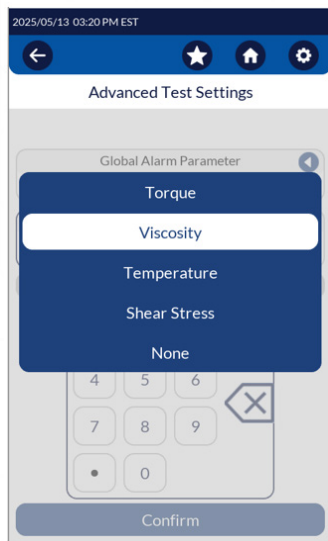 2025/05/13 03:20 PM EST
Advanced Test Settings
Global Alarm Parameter
Torque
Viscosity
Temperature
Shear Stress
None
4 5 6
7 8 9
• 0
Confirm